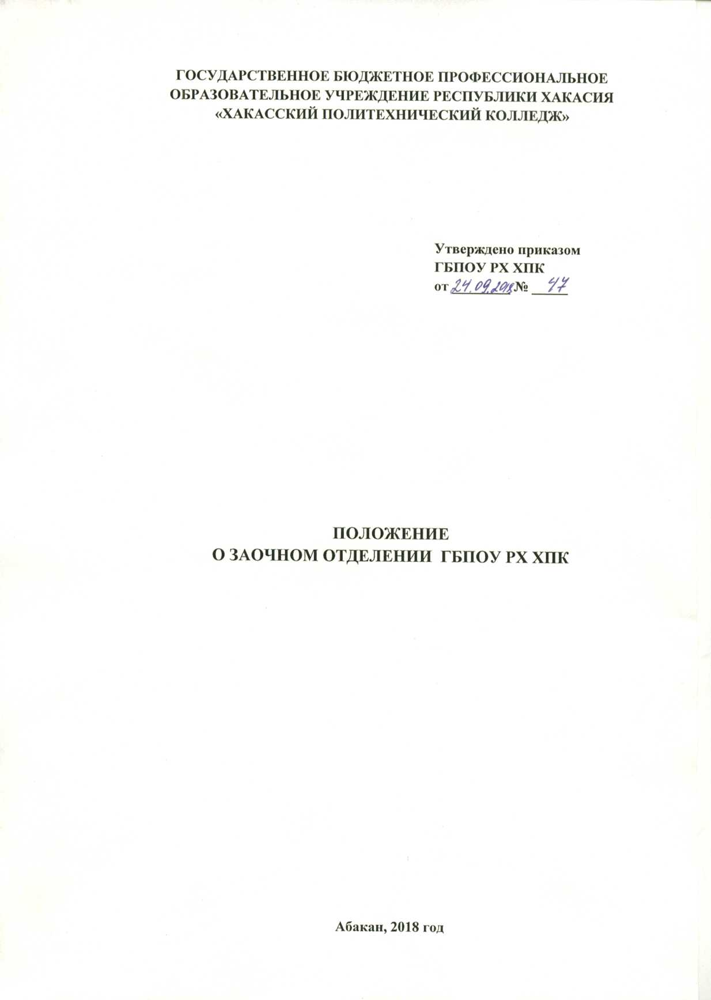 ГОСУДАРСТВЕННОЕ БЮДЖЕТНОЕ ПРОФЕССИОНАЛЬНОЕ
ОБРАЗОВАТЕЛЬНОЕ УЧРЕЖДЕНИЕ РЕСПУБЛИКИ ХАКАСИЯ
«ХАКАССКИЙ ПОЛИТЕХНИЧЕСКИЙ КОЛЛЕДЖ»
Утверждено приказом
ГБПОУ РХ ХПК
от 24.09.2018 № 47
ПОЛОЖЕНИЕ
О ЗАОЧНОМ ОТДЕЛЕНИИ ГБПОУ РХ ХПК
Абакан, 2018 год